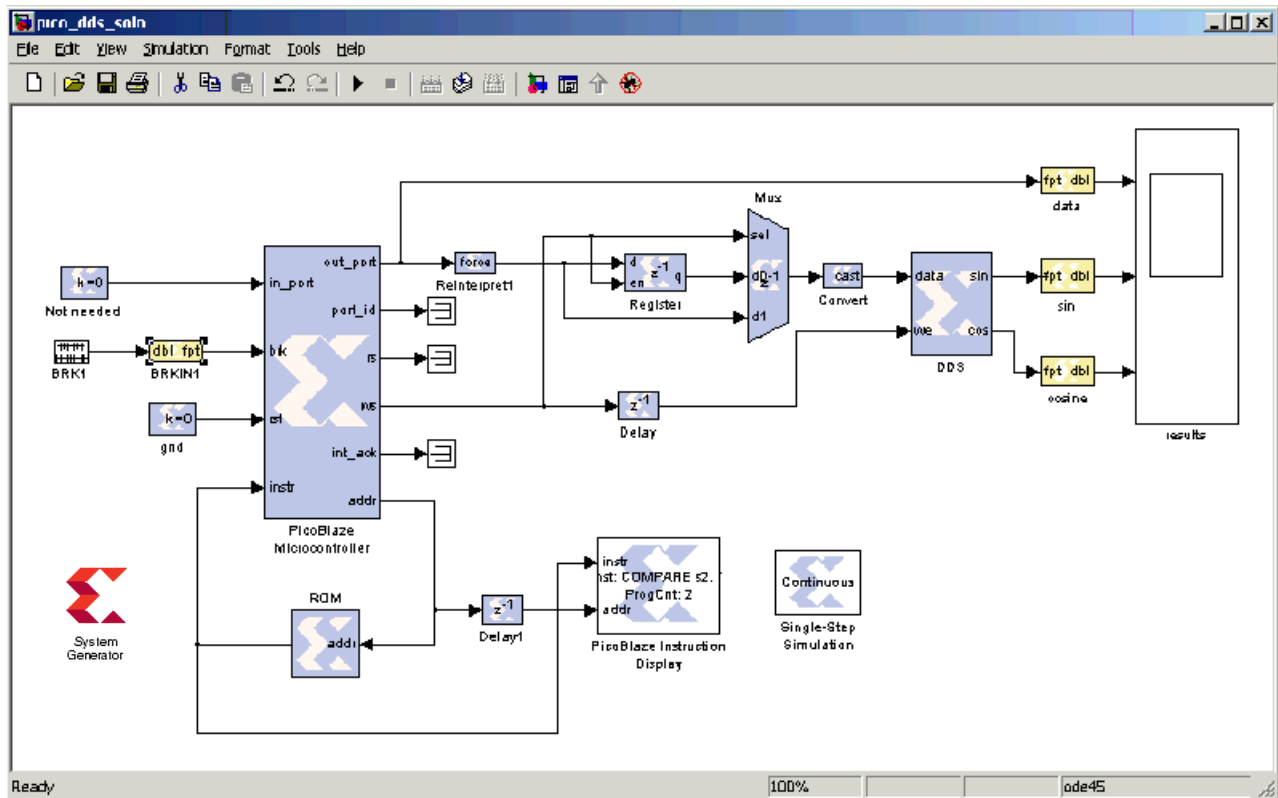 pico_dds_soln
File Edit View Simulation Format Tools Help
Mux
fpt dbl
data
out_port
force
Reinterpret1
sel
d
z-1
q
en
Register
d0
z-1
d1
cast
Convert
data
sin
we
cos
DDS
fpt dbl
sin
fpt dbl
cosine
results
k=0
Not needed
in_port
port_id
BRK1
dbl fpt
BRKIN1
brk
rs
ws
z-1
Delay
k=0
gnd
rst
int_ack
instr
addr
PicoBlaze
Microcontroller
System
Generator
ROM
addr
z-1
Delay1
instr
nst: COMPARE s2,
ProgCnt: 2
addr
PicoBlaze Instruction
Display
Continuous
Single-Step
Simulation
Ready
100%
ode45